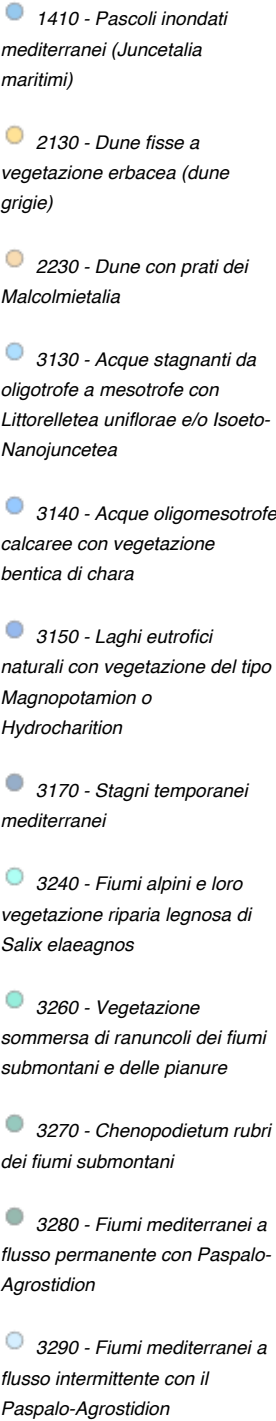 1410 - Pascoli inondati
mediterranei (Juncetalia
maritimi)
2130 - Dune fisse a
vegetazione erbacea (dune
grigie)
2230 - Dune con prati dei
Malcolmietalia
3130 - Acque stagnanti da
oligotrofe a mesotrofe con
Littorelletea uniflorae e/o Isoeto-
Nanojuncetea
3140 - Acque oligomesotrofe
calcaree con vegetazione
bentica di chara
3150 - Laghi eutrofici
naturali con vegetazione del tipo
Magnopotamion o
Hydrocharition
3170 - Stagni temporanei
mediterranei
3240 - Fiumi alpini e loro
vegetazione riparia legnosa di
Salix elaeagnos
3260 - Vegetazione
sommersa di ranuncoli dei fiumi
submontani e delle pianure
3270 - Chenopodietum rubri
dei fiumi submontani
3280 - Fiumi mediterranei a
flusso permanente con Paspalo-
Agrostidion
3290 - Fiumi mediterranei a
flusso intermittente con il
Paspalo-Agrostidion